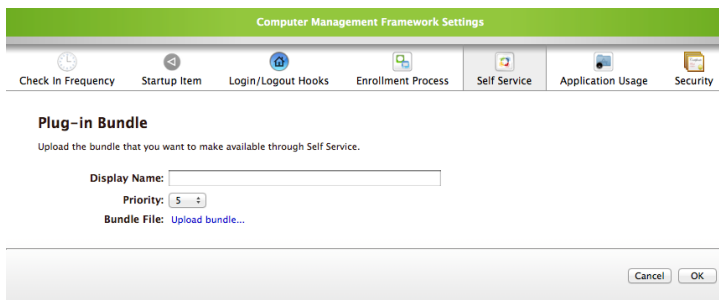 Computer Management Framework Settings
Check In Frequency Startup Item Login/Logout Hooks Enrollment Process Self Service Application Usage Security
Plug-in Bundle
Upload the bundle that you want to make available through Self Service.
Display Name:
Priority: 5
Bundle File: Upload bundle...
Cancel OK